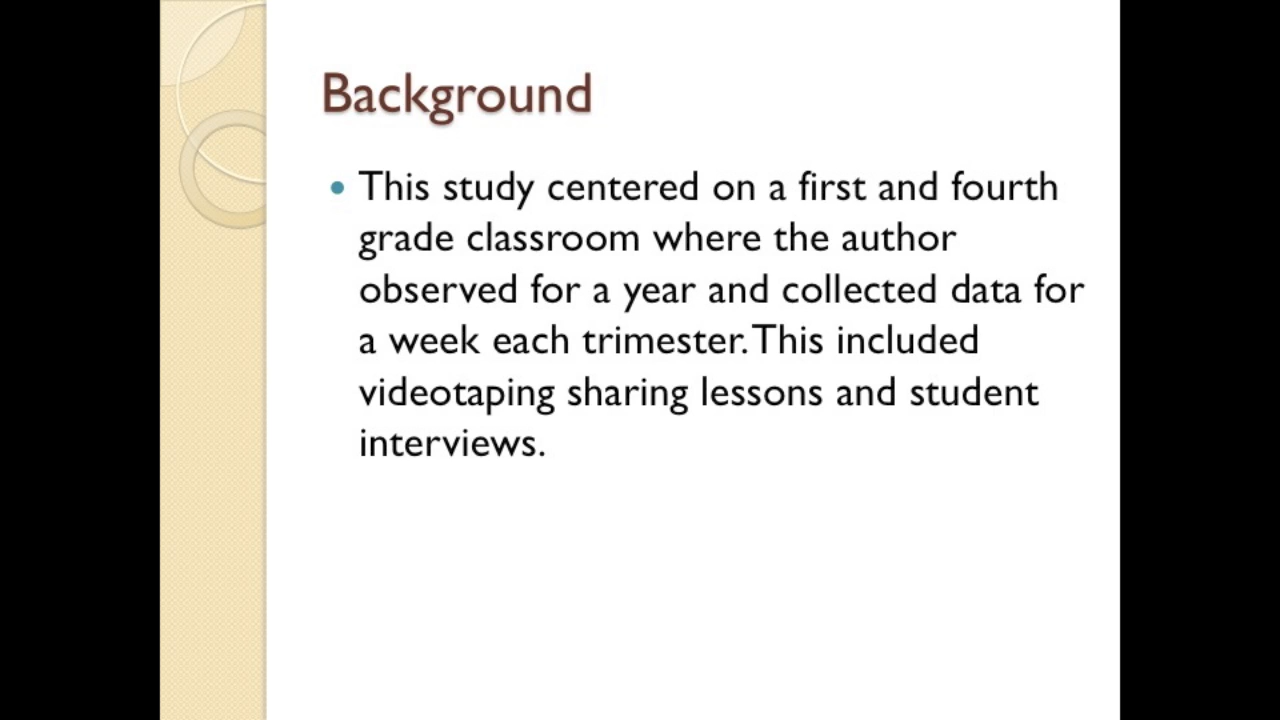 Background
• This study centered on a first and fourth
grade classroom where the author
observed for a year and collected data for
a week each trimester. This included
videotaping sharing lessons and student
interviews.